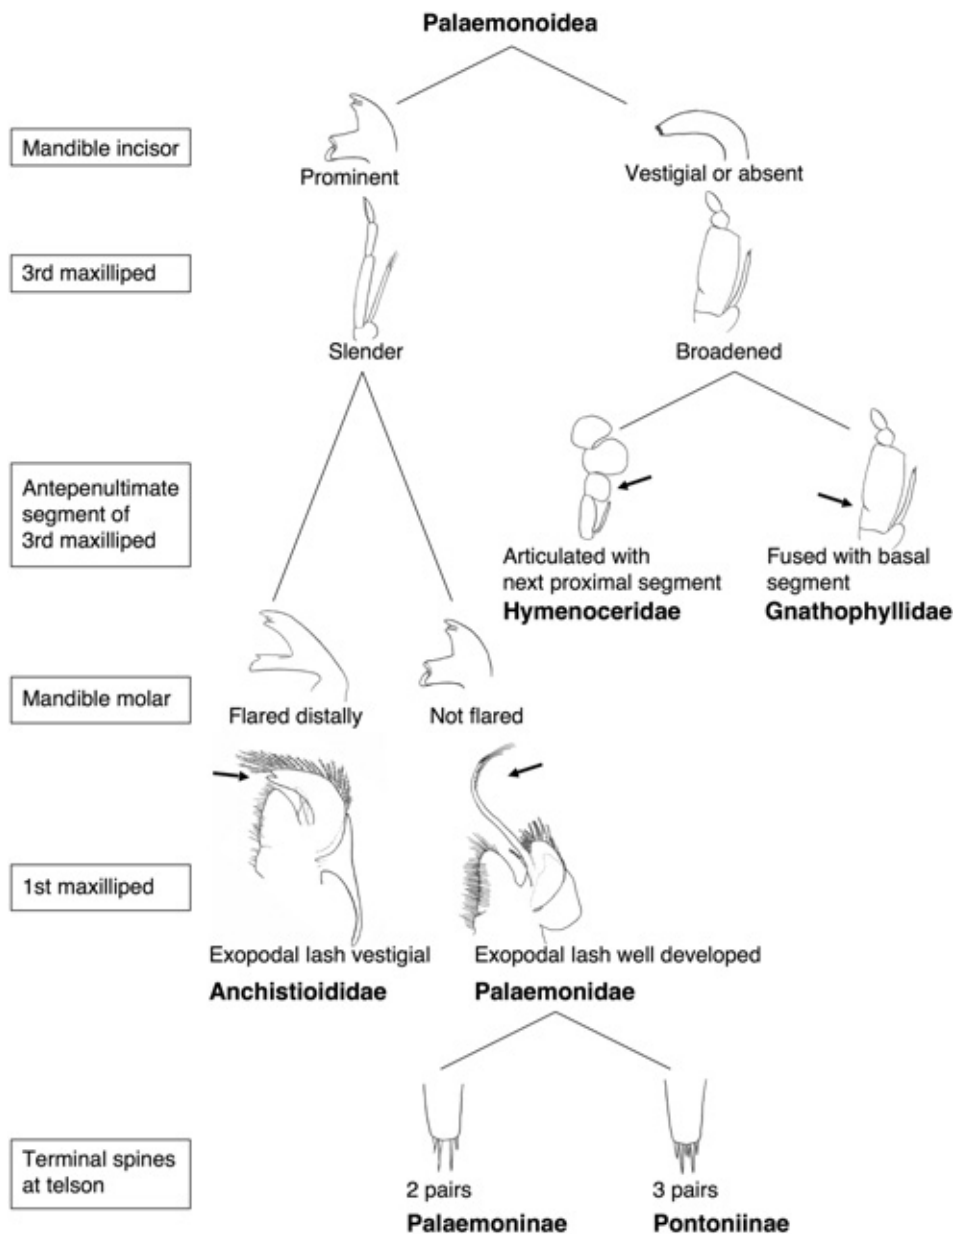 Palaemonoidea
Mandible incisor
Prominent
Vestigial or absent
3rd maxilliped
Slender
Broadened
Antepenultimate
segment of
3rd maxilliped
Articulated with
next proximal segment
Hymenoceridae
Fused with basal
segment
Gnathophyllidae
Mandible molar
Flared distally
Not flared
1st maxilliped
Exopodal lash vestigial
Anchistioididae
Exopodal lash well developed
Palaemonidae
Terminal spines
at telson
2 pairs
Palaemoninae
3 pairs
Pontoniinae